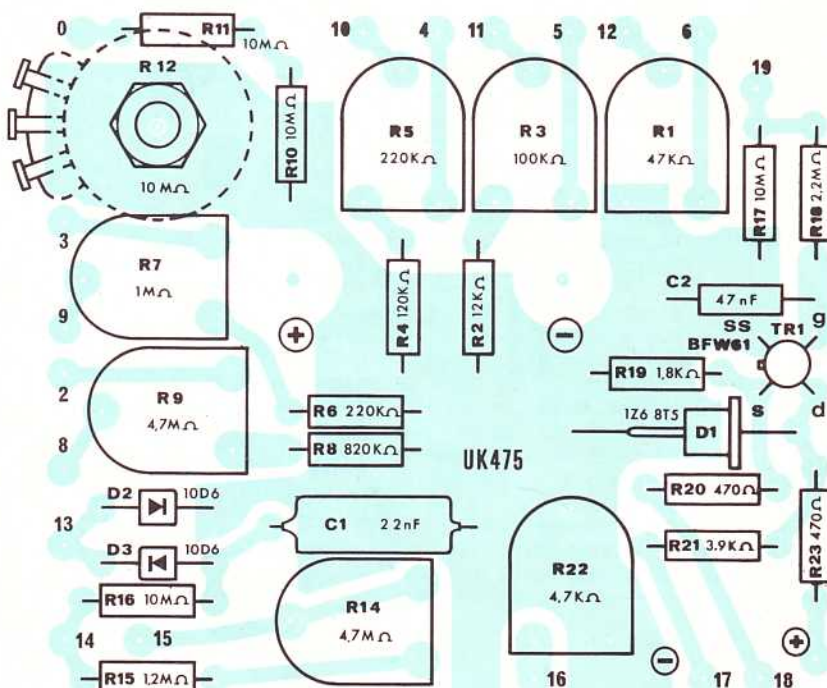 0
R11
10MΩ
10
4
11
5
12
6
19
R 12
10 MΩ
R10 10MΩ
R5
220KΩ
R3
100KΩ
R1
47KΩ
R17 10MΩ
R18 2,2MΩ
3
R7
1MΩ
9
R4 120KΩ
R2 12KΩ
C2
47 nF
SS
TR1
g
BFW61
R19 1,8KΩ
s
d
+
−
2
R9
4,7MΩ
8
R6 220KΩ
R8 820KΩ
UK475
1Z6 8T5
D1
R20 470Ω
D2
10D6
13
D3
10D6
C1
22nF
R21 3.9KΩ
R23 470Ω
R16 10MΩ
R14
4,7MΩ
R22
4,7KΩ
14
15
R15 1,2MΩ
16
−
17
+
18